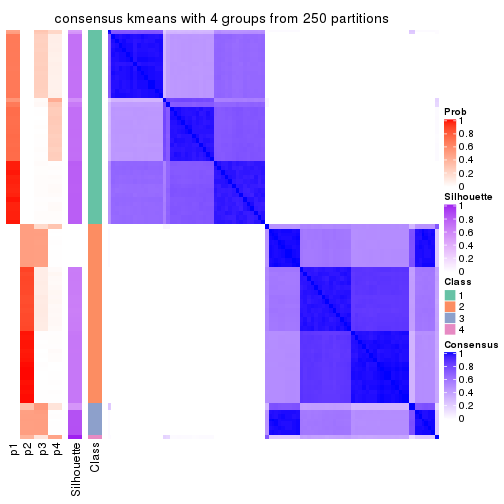 consensus kmeans with 4 groups from 250 partitions
Prob
1
0.8
0.6
0.4
0.2
0
Silhouette
1
0.8
0.6
0.4
0.2
0
Class
1
2
3
4
Consensus
1
0.8
0.6
0.4
0.2
0
p1
p2
p3
p4
Silhouette
Class